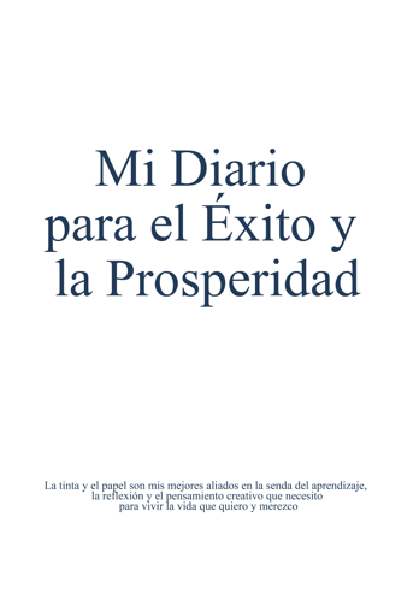 Mi Diario
para el Éxito y
la Prosperidad
La tinta y el papel son mis mejores aliados en la senda del aprendizaje,
la reflexión y el pensamiento creativo que necesito
para vivir la vida que quiero y merezco